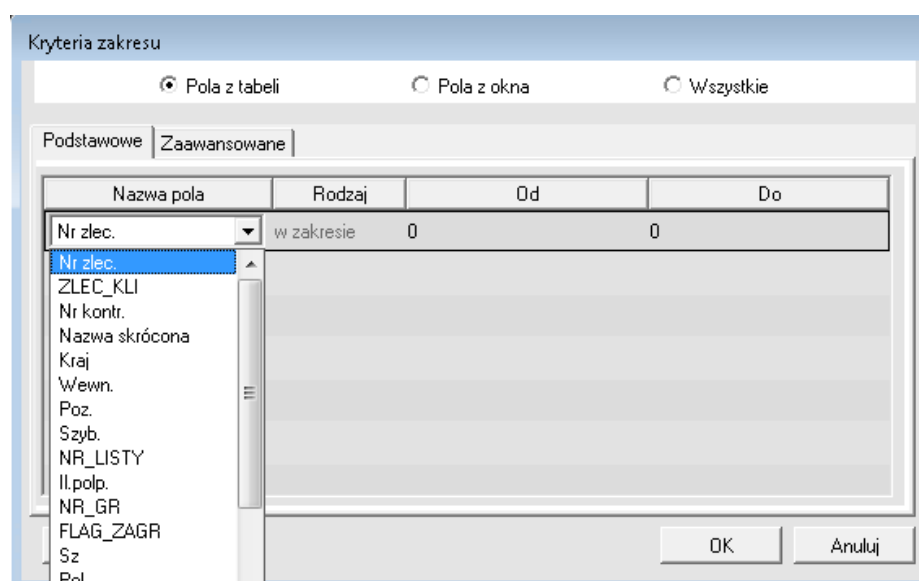 Kryteria zakresu
Pola z tabeli Pola z okna Wszystkie
Podstawowe Zaawansowane
Nazwa pola Rodzaj Od Do
Nr zlec. w zakresie 0 0
Nr zlec.
ZLEC_KLI
Nr kontr.
Nazwa skrócona
Kraj
Wewn.
Poz.
Szyb.
NR_LISTY
Il.polp.
NR_GR
FLAG_ZAGR
Sz
OK Anuluj